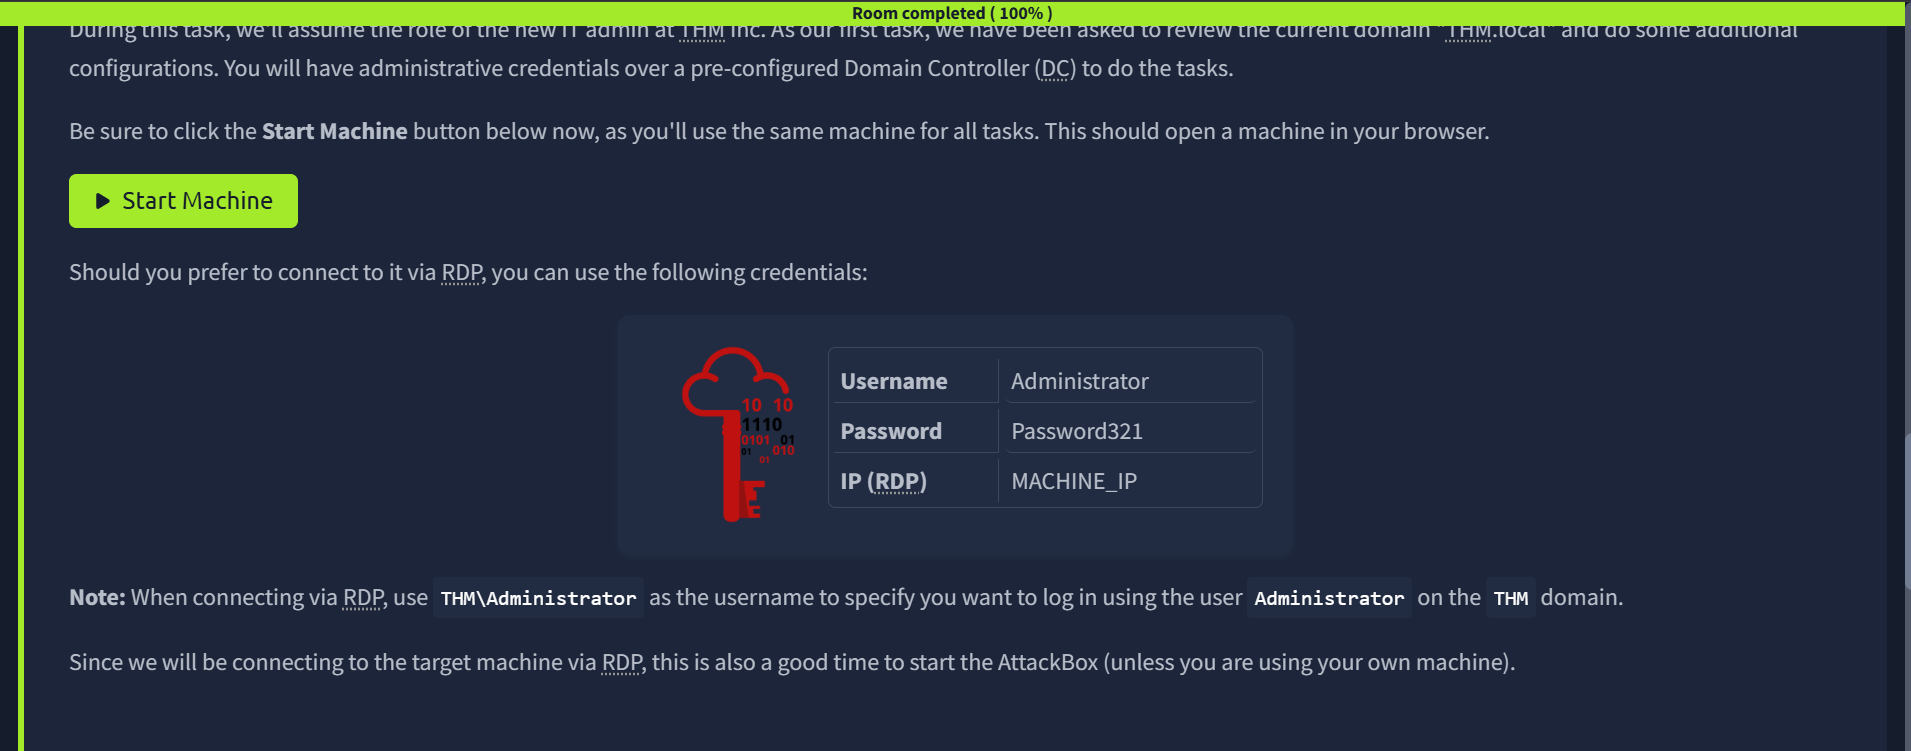 Room completed ( 100% )
During this task, we'll assume the role of the new IT admin at THM Inc. As our first task, we have been asked to review the current domain "THM.local" and do some additional
configurations. You will have administrative credentials over a pre-configured Domain Controller (DC) to do the tasks.
Be sure to click the Start Machine button below now, as you'll use the same machine for all tasks. This should open a machine in your browser.
Start Machine
Should you prefer to connect to it via RDP, you can use the following credentials:
10 10
1110
0101 01
01 010
01
Username Administrator
Password Password321
IP (RDP) MACHINE_IP
Note: When connecting via RDP, use THM\Administrator as the username to specify you want to log in using the user Administrator on the THM domain.
Since we will be connecting to the target machine via RDP, this is also a good time to start the AttackBox (unless you are using your own machine).